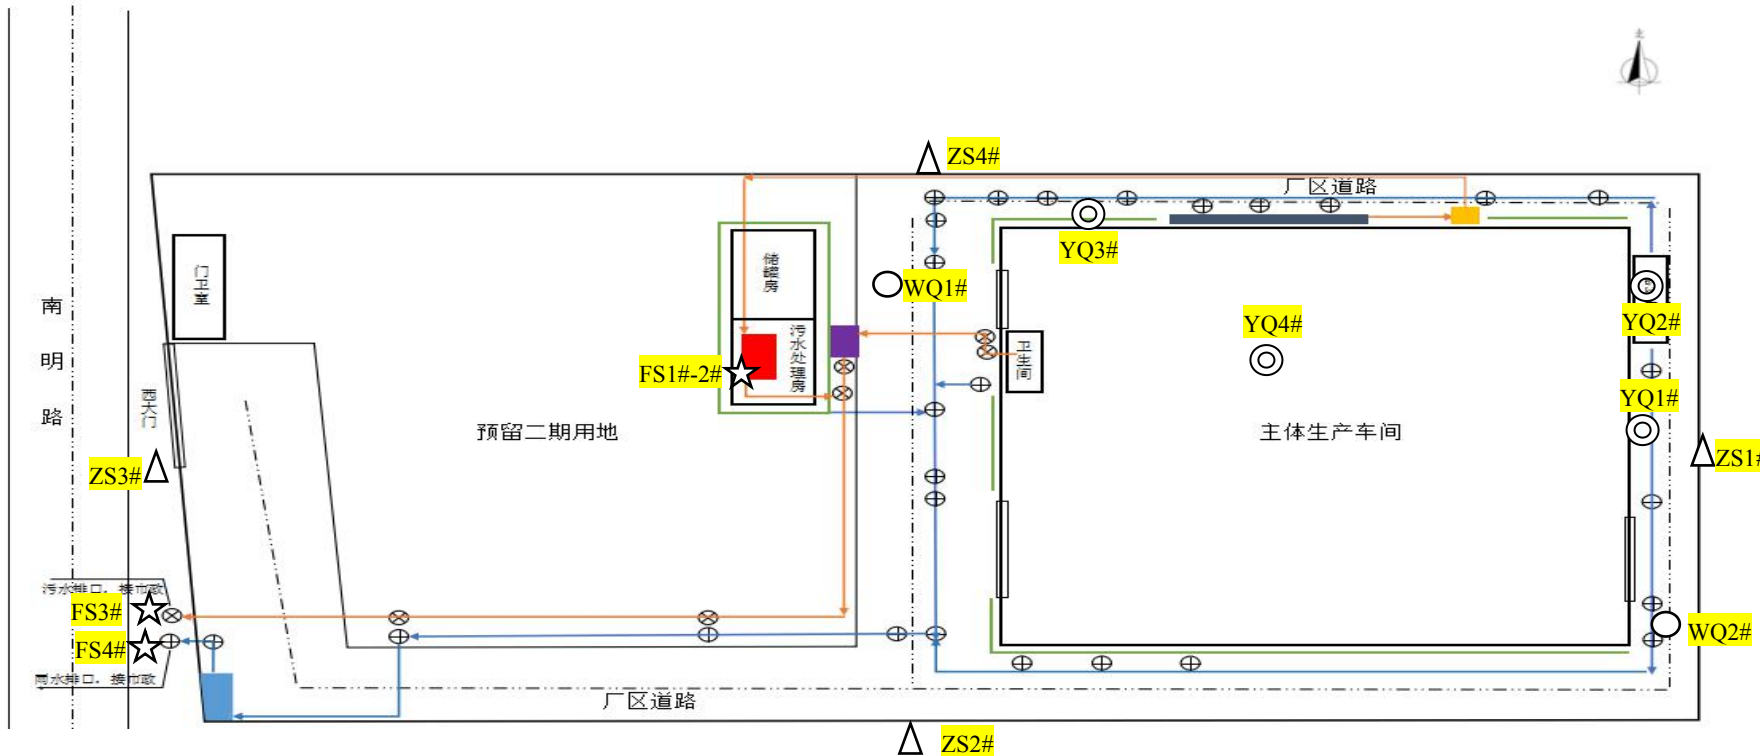 北
ZS4#
厂区道路
YQ3#
门卫室
储罐房
WQ1#
YQ2#
南明路
YQ4#
污水处理房
FS1#-2#
卫生间
西大门
YQ1#
预留二期用地
主体生产车间
ZS3#
ZS1#
污水排口，接市政
FS3#
FS4#
WQ2#
雨水排口，接市政
厂区道路
ZS2#